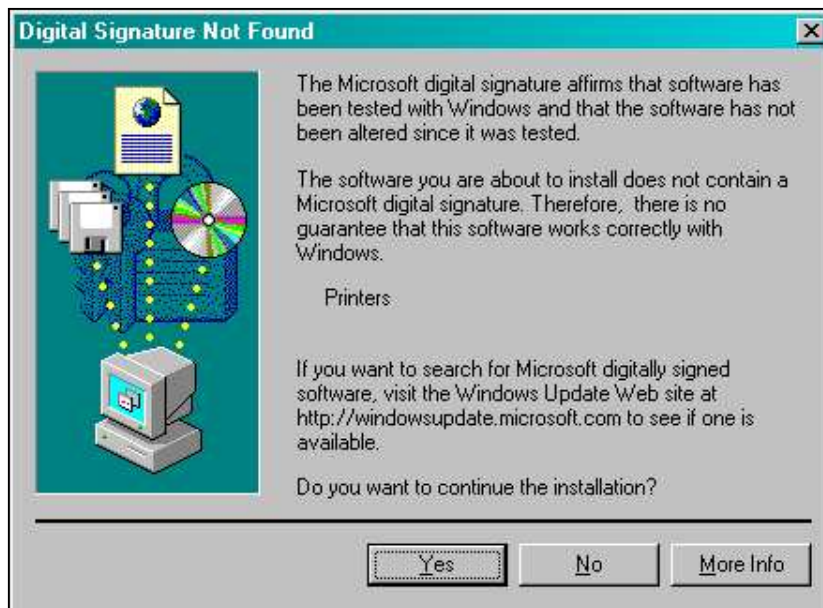 Digital Signature Not Found
The Microsoft digital signature affirms that software has
been tested with Windows and that the software has not
been altered since it was tested.
The software you are about to install does not contain a
Microsoft digital signature. Therefore,  there is no
guarantee that this software works correctly with
Windows.
Printers
If you want to search for Microsoft digitally signed
software, visit the Windows Update Web site at
http://windowsupdate.microsoft.com to see if one is
available.
Do you want to continue the installation?
Yes No More Info